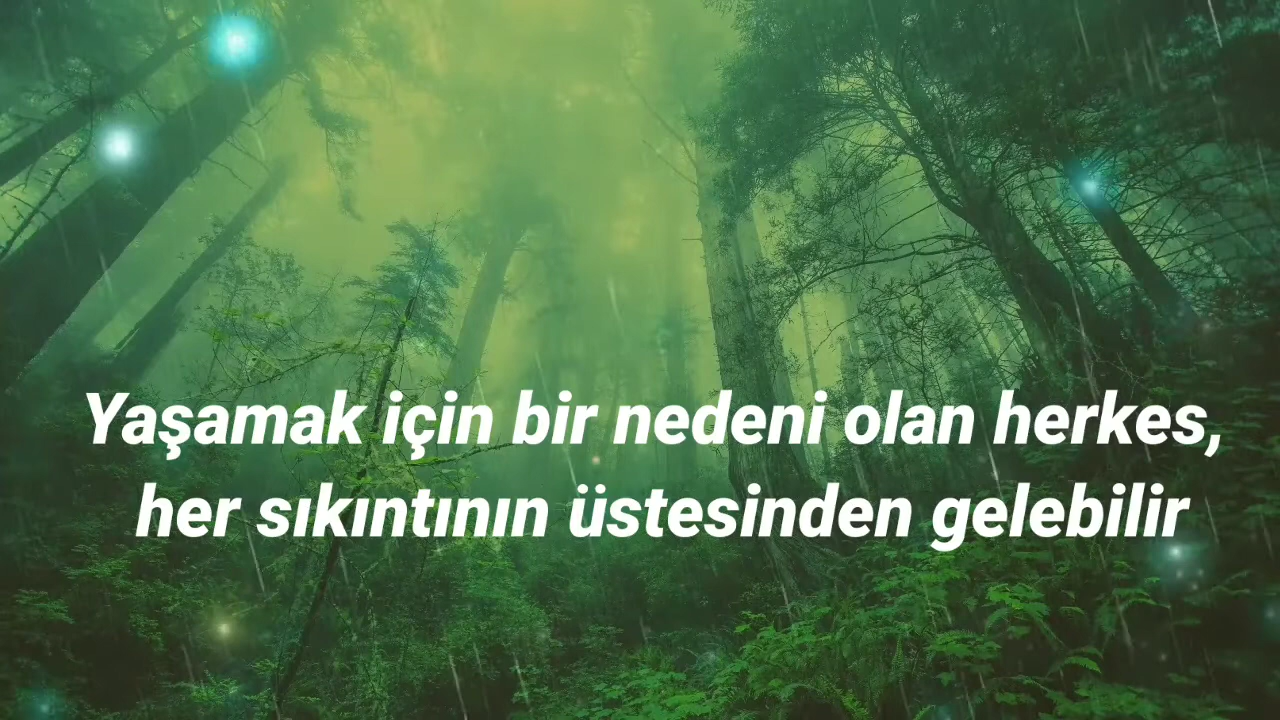 Yaşamak için bir nedeni olan herkes,
her sıkıntının üstesinden gelebilir